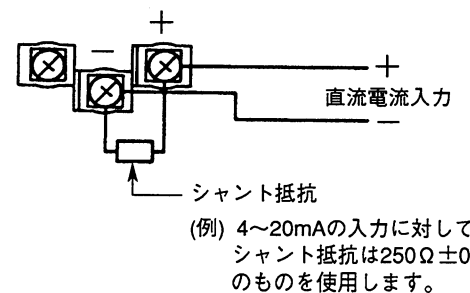 +
−
+
直流電流入力
−
シャント抵抗
(例) 4～20mAの入力に対して
シャント抵抗は250Ω±0
のものを使用します。